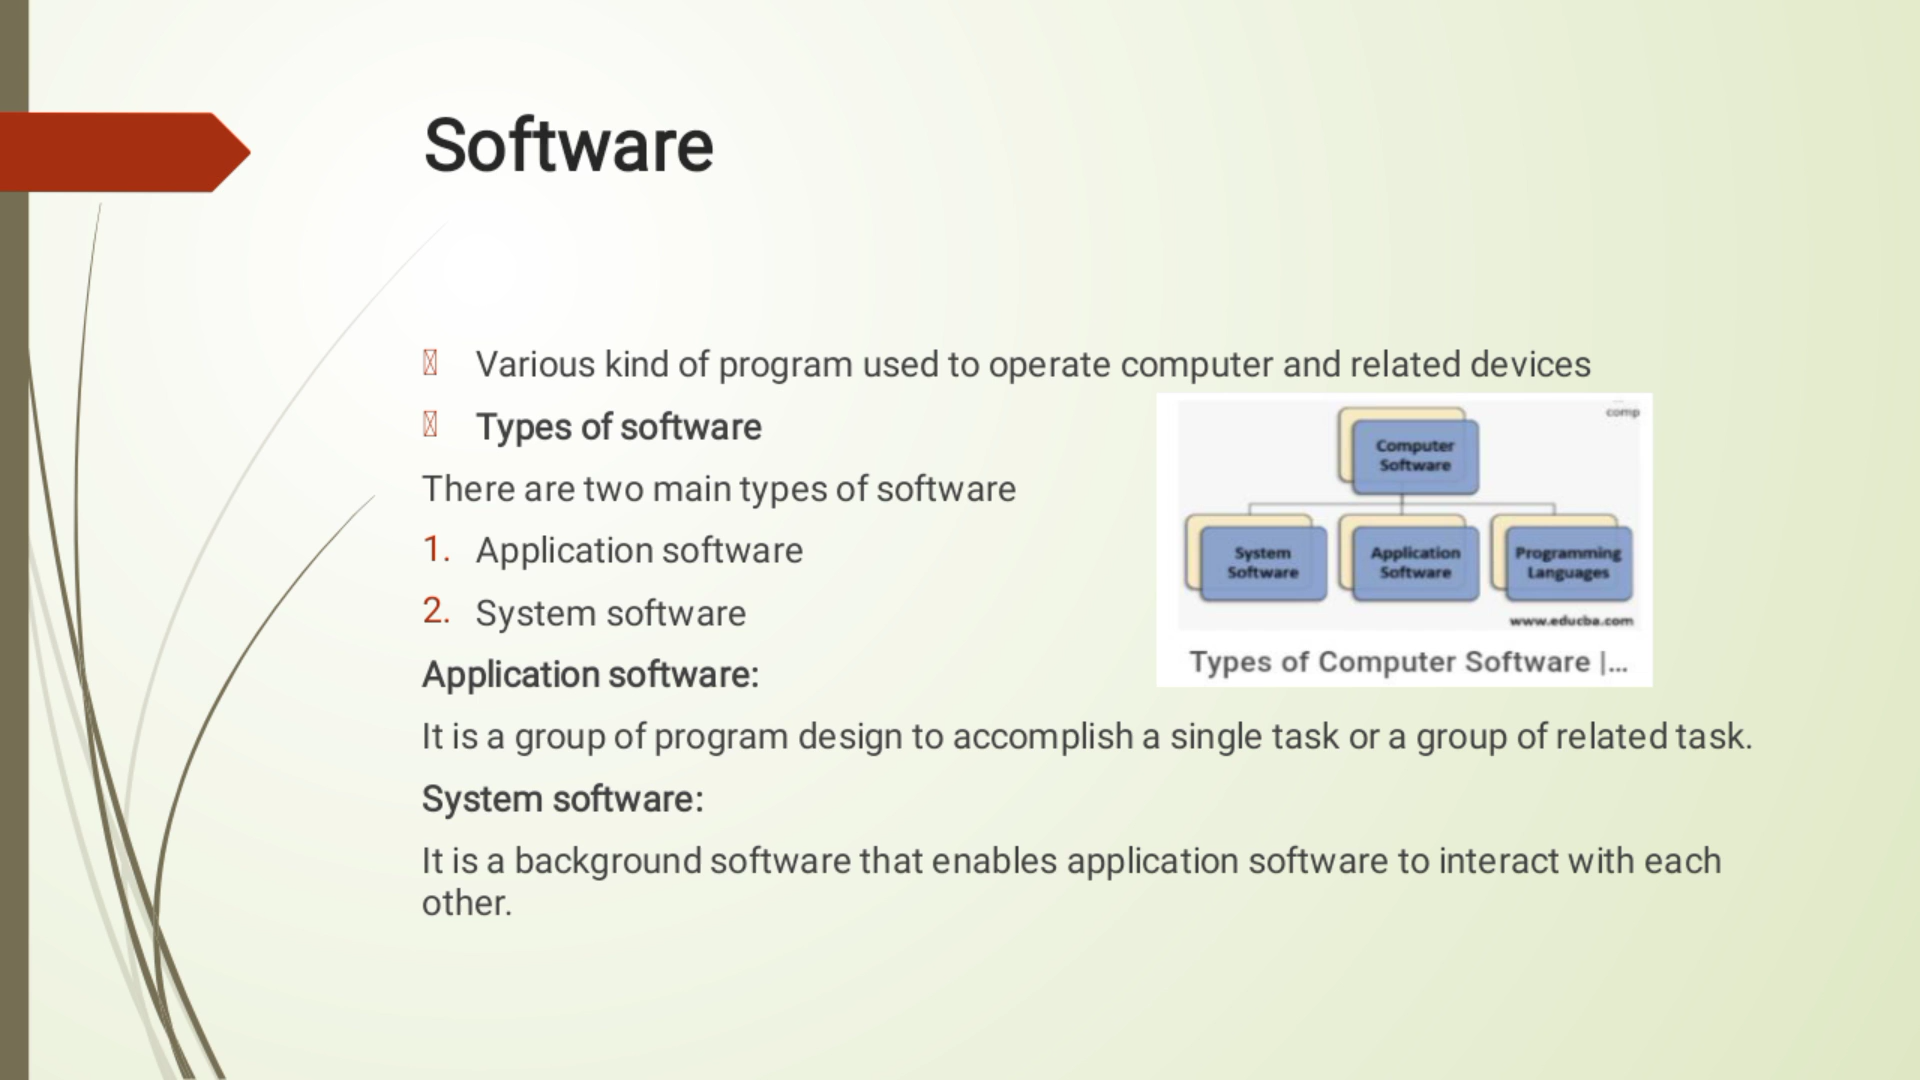 Software
Various kind of program used to operate computer and related devices
Types of software
There are two main types of software
1. Application software
2. System software
Application software:
It is a group of program design to accomplish a single task or a group of related task.
System software:
It is a background software that enables application software to interact with each
other.
comp
Computer
Software
System
Software
Application
Software
Programming
Languages
www.educba.com
Types of Computer Software |...